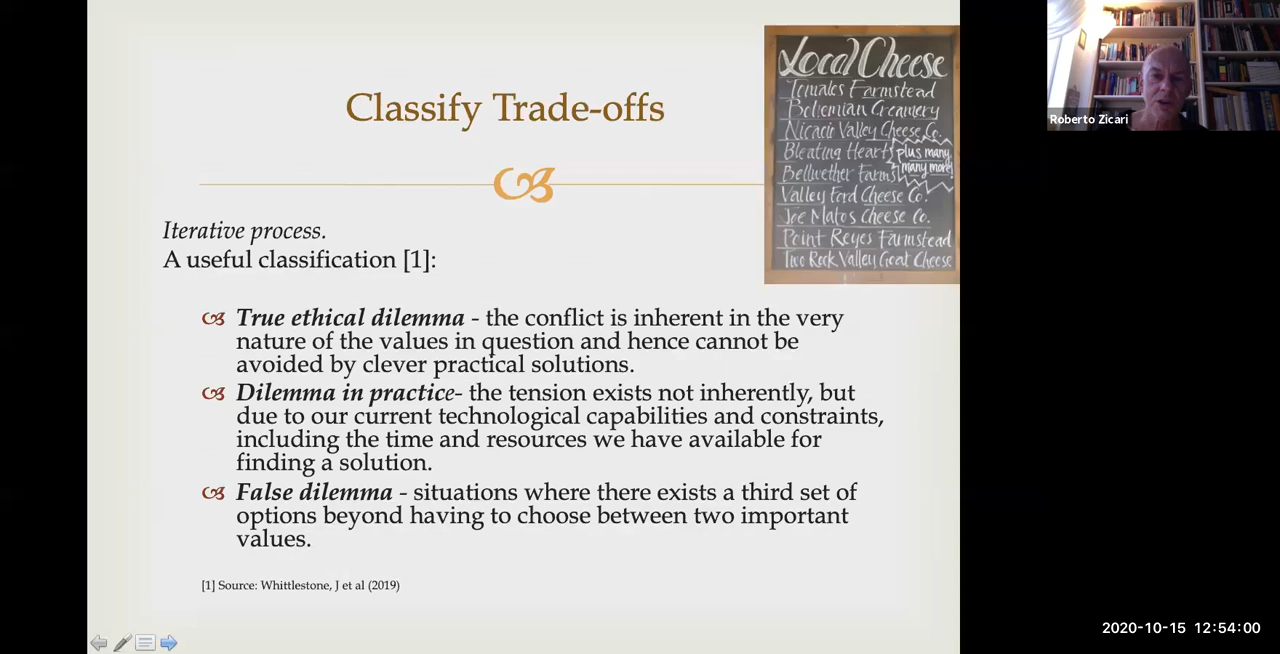 Classify Trade-offs
Local Cheese
Tomales Farmstead
Bohemian Creamery
Nicasio Valley Cheese Co.
Bleating Heart
plus many,
many more!
Bellwether Farms
Valley Ford Cheese Co.
Joe Matos Cheese Co.
Point Reyes Farmstead
Two Rock Valley Goat Cheese
Roberto Zicari
Iterative process.
A useful classification [1]:
True ethical dilemma - the conflict is inherent in the very
nature of the values in question and hence cannot be
avoided by clever practical solutions.
Dilemma in practice- the tension exists not inherently, but
due to our current technological capabilities and constraints,
including the time and resources we have available for
finding a solution.
False dilemma - situations where there exists a third set of
options beyond having to choose between two important
values.
[1] Source: Whittlestone, J et al (2019)
2020-10-15 12:54:00